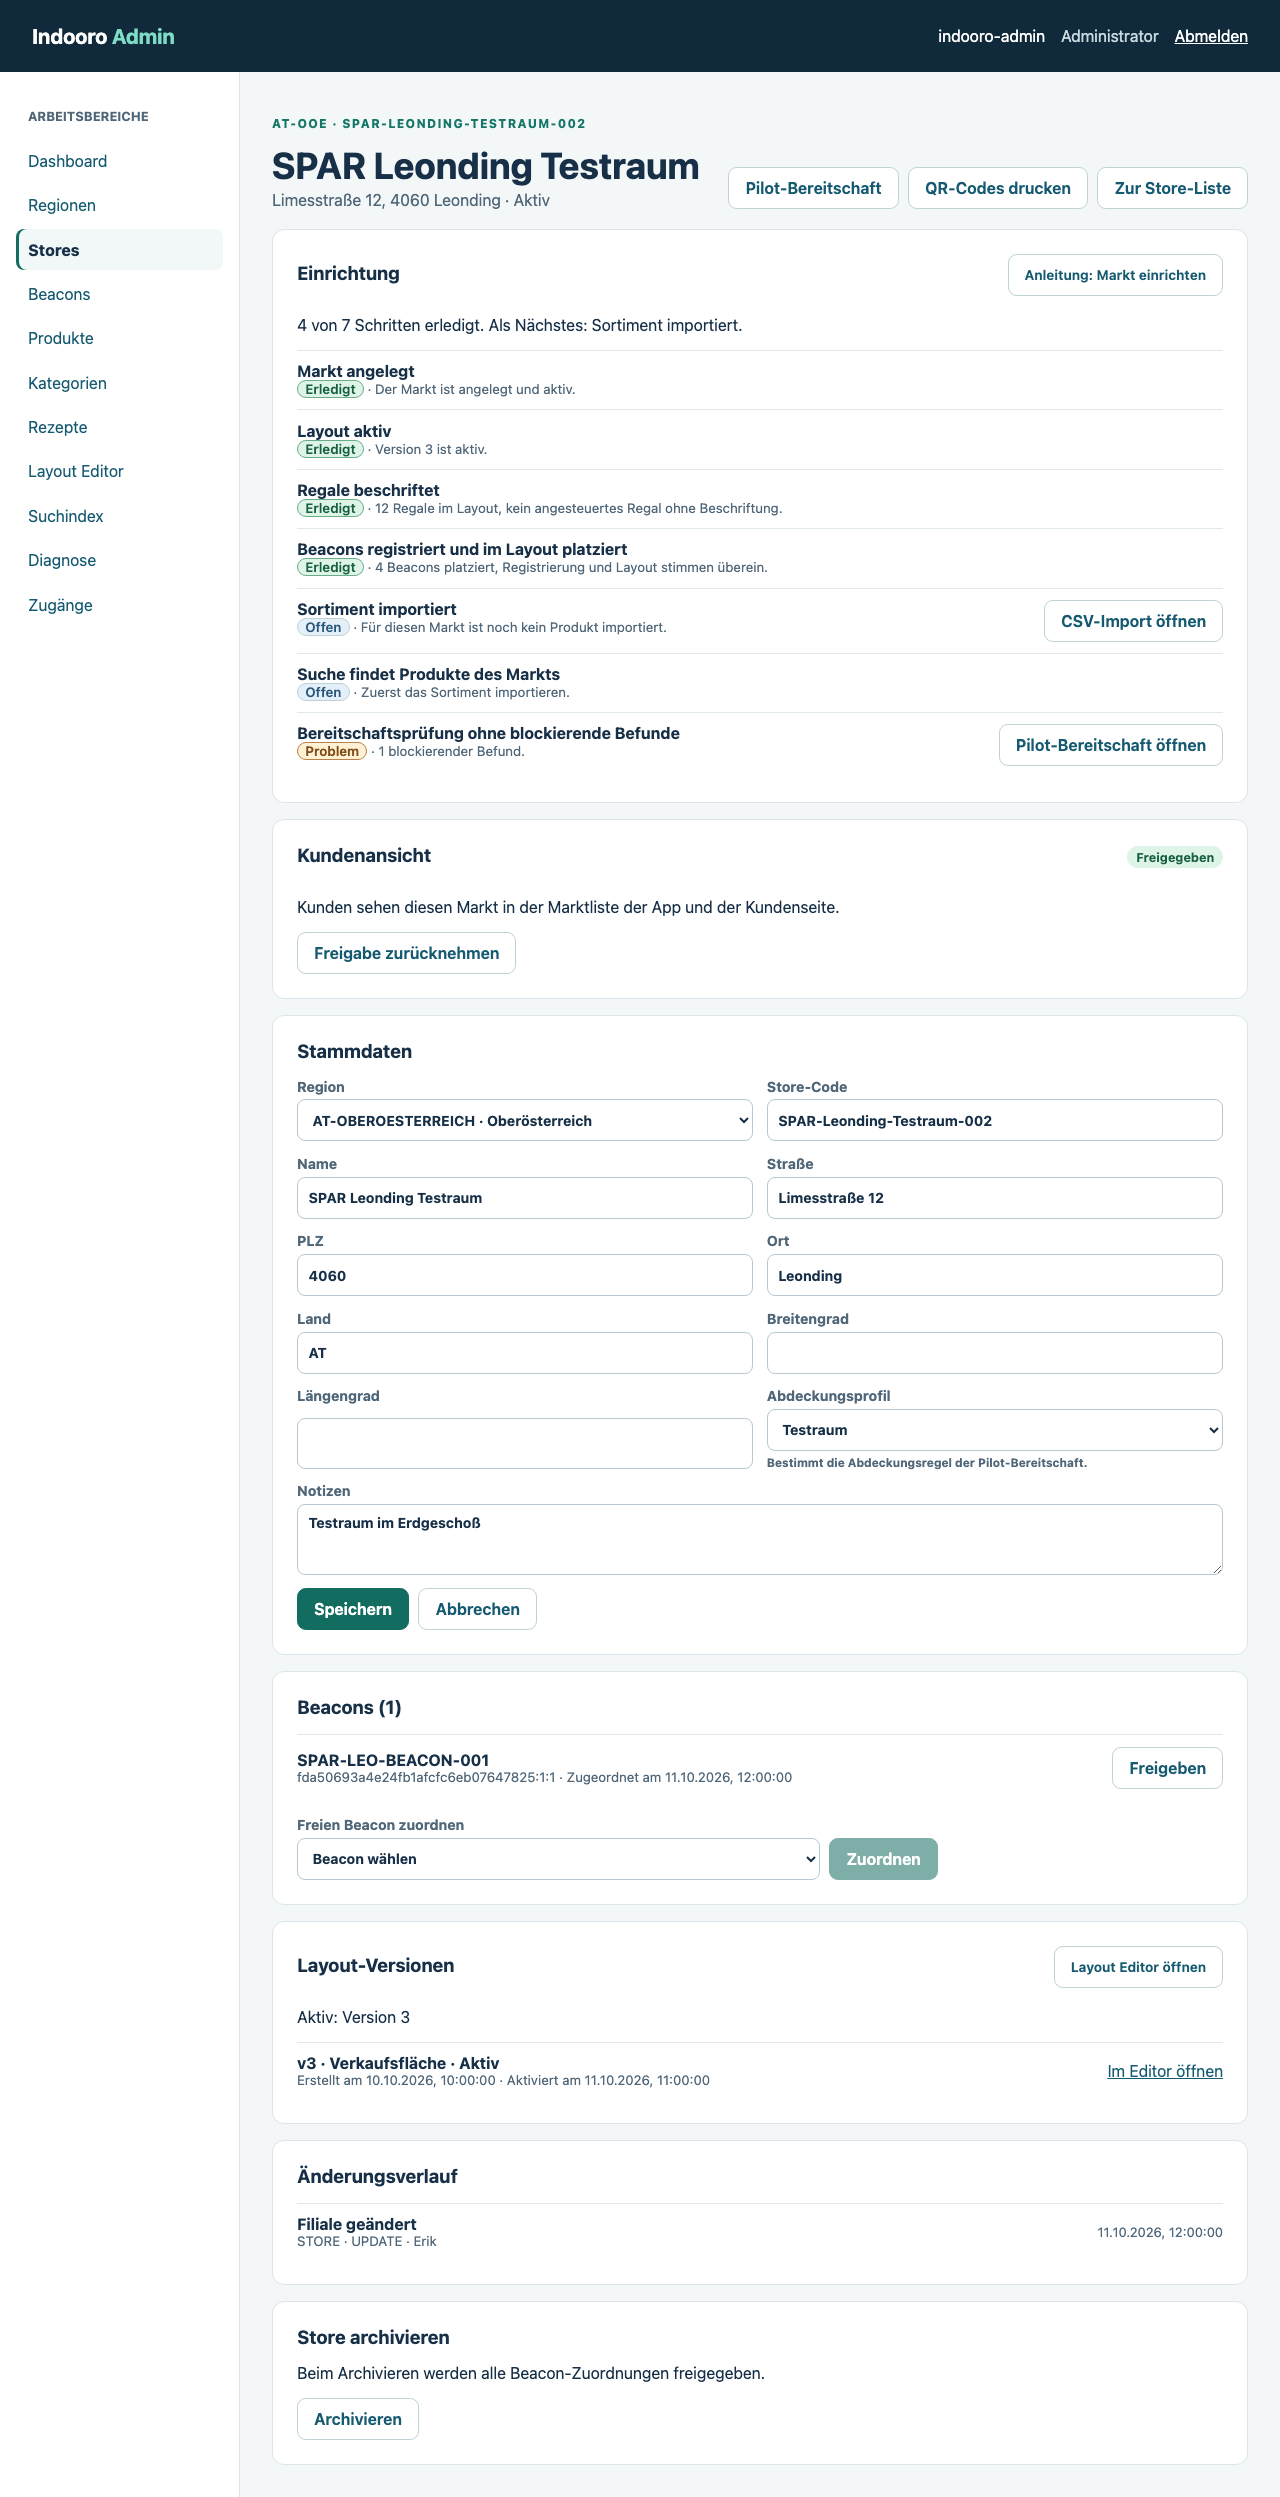 Indooro Admin
indooro-admin Administrator Abmelden
ARBEITSBEREICHE
Dashboard
Regionen
Stores
Beacons
Produkte
Kategorien
Rezepte
Layout Editor
Suchindex
Diagnose
Zugänge
AT-OOE · SPAR-LEONDING-TESTRAUM-002
SPAR Leonding Testraum
Limesstraße 12, 4060 Leonding · Aktiv
Pilot-Bereitschaft
QR-Codes drucken
Zur Store-Liste
Einrichtung
Anleitung: Markt einrichten
4 von 7 Schritten erledigt. Als Nächstes: Sortiment importiert.
Markt angelegt
Erledigt · Der Markt ist angelegt und aktiv.
Layout aktiv
Erledigt · Version 3 ist aktiv.
Regale beschriftet
Erledigt · 12 Regale im Layout, kein angesteuertes Regal ohne Beschriftung.
Beacons registriert und im Layout platziert
Erledigt · 4 Beacons platziert, Registrierung und Layout stimmen überein.
Sortiment importiert
Offen · Für diesen Markt ist noch kein Produkt importiert.
CSV-Import öffnen
Suche findet Produkte des Markts
Offen · Zuerst das Sortiment importieren.
Bereitschaftsprüfung ohne blockierende Befunde
Problem · 1 blockierender Befund.
Pilot-Bereitschaft öffnen
Kundenansicht
Freigegeben
Kunden sehen diesen Markt in der Marktliste der App und der Kundenseite.
Freigabe zurücknehmen
Stammdaten
Region
AT-OBEROESTERREICH · Oberösterreich
Store-Code
SPAR-Leonding-Testraum-002
Name
SPAR Leonding Testraum
Straße
Limesstraße 12
PLZ
4060
Ort
Leonding
Land
AT
Breitengrad
Längengrad
Abdeckungsprofil
Testraum
Bestimmt die Abdeckungsregel der Pilot-Bereitschaft.
Notizen
Testraum im Erdgeschoß
Speichern
Abbrechen
Beacons (1)
SPAR-LEO-BEACON-001
fda50693a4e24fb1afcfc6eb07647825:1:1 · Zugeordnet am 11.10.2026, 12:00:00
Freigeben
Freien Beacon zuordnen
Beacon wählen
Zuordnen
Layout-Versionen
Layout Editor öffnen
Aktiv: Version 3
v3 · Verkaufsfläche · Aktiv
Erstellt am 10.10.2026, 10:00:00 · Aktiviert am 11.10.2026, 11:00:00
Im Editor öffnen
Änderungsverlauf
Filiale geändert
STORE · UPDATE · Erik
11.10.2026, 12:00:00
Store archivieren
Beim Archivieren werden alle Beacon-Zuordnungen freigegeben.
Archivieren